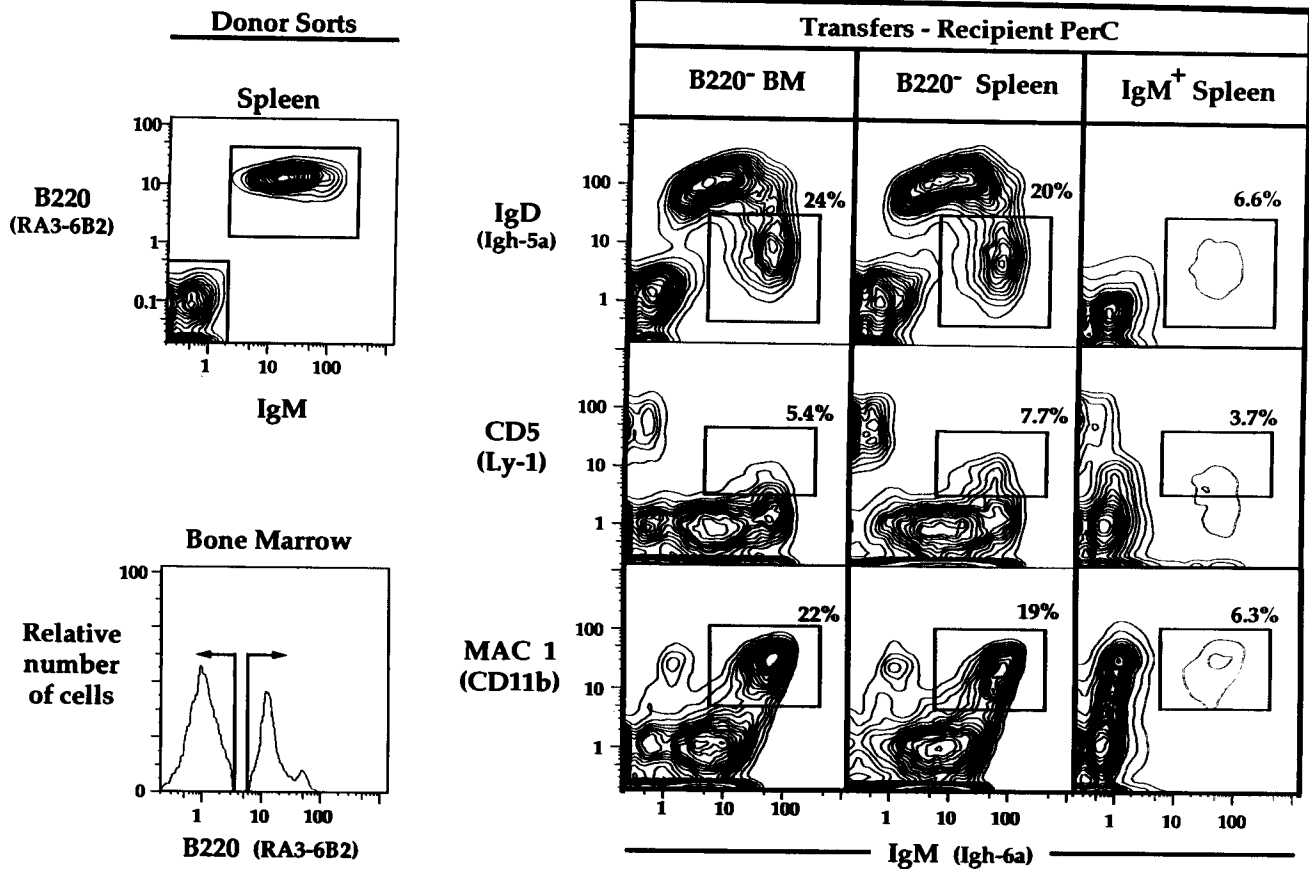 Donor Sorts
Spleen
100
10
1
0.1
B220
(RA3-6B2)
1 10 100
IgM
Bone Marrow
100
0
Relative
number
of cells
1 10 100
B220 (RA3-6B2)
Transfers - Recipient PerC
B220⁻ BM
B220⁻ Spleen
IgM⁺ Spleen
IgD
(Igh-5a)
100
10
1
24%
20%
6.6%
CD5
(Ly-1)
100
10
1
5.4%
7.7%
3.7%
MAC 1
(CD11b)
100
10
1
22%
19%
6.3%
1 10 100
1 10 100
1 10 100
IgM (Igh-6a)